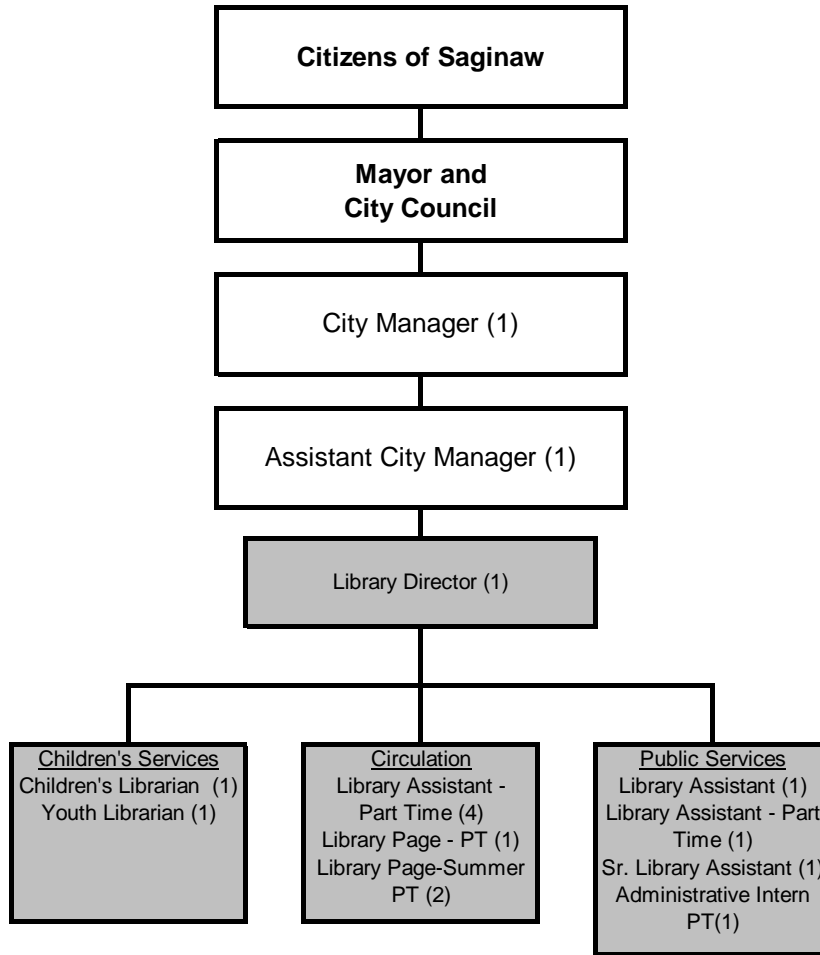 Citizens of Saginaw
Mayor and
City Council
City Manager (1)
Assistant City Manager (1)
Library Director (1)
Children's Services
Children's Librarian  (1)
Youth Librarian (1)
Circulation
Library Assistant -
Part Time (4)
Library Page - PT (1)
Library Page-Summer
PT (2)
Public Services
Library Assistant (1)
Library Assistant - Part
Time (1)
Sr. Library Assistant (1)
Administrative Intern
PT(1)